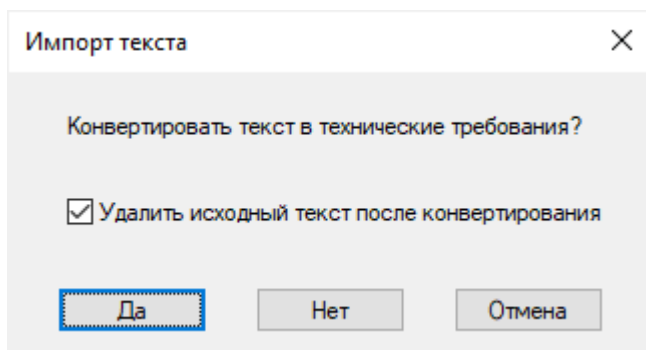 Импорт текста
Конвертировать текст в технические требования?
Удалить исходный текст после конвертирования
Да Нет Отмена